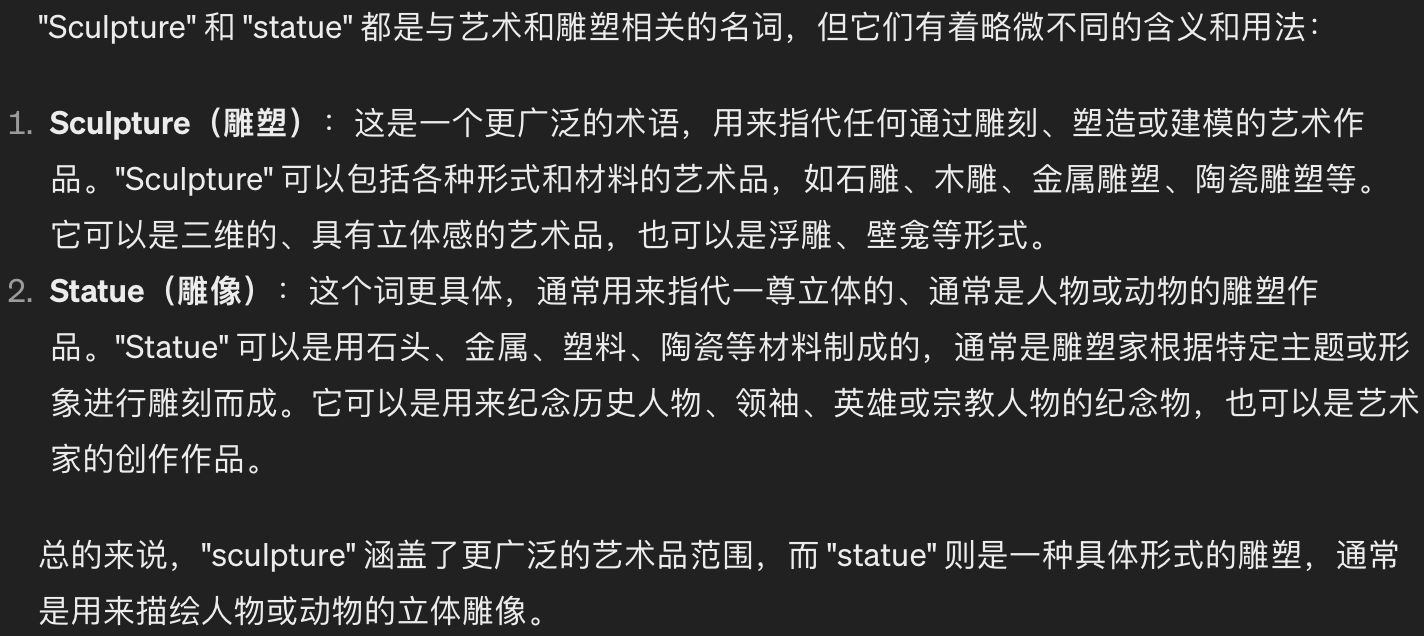 "Sculpture" 和 "statue" 都是与艺术和雕塑相关的名词，但它们有着略微不同的含义和用法：
1. Sculpture（雕塑）： 这是一个更广泛的术语，用来指代任何通过雕刻、塑造或建模的艺术作
品。"Sculpture" 可以包括各种形式和材料的艺术品，如石雕、木雕、金属雕塑、陶瓷雕塑等。
它可以是三维的、具有立体感的艺术品，也可以是浮雕、壁龛等形式。
2. Statue（雕像）： 这个词更具体，通常用来指代一尊立体的、通常是人物或动物的雕塑作
品。"Statue" 可以是用石头、金属、塑料、陶瓷等材料制成的，通常是雕塑家根据特定主题或形
象进行雕刻而成。它可以是用来纪念历史人物、领袖、英雄或宗教人物的纪念物，也可以是艺术
家的创作作品。
总的来说，"sculpture" 涵盖了更广泛的艺术品范围，而 "statue" 则是一种具体形式的雕塑，通常
是用来描绘人物或动物的立体雕像。